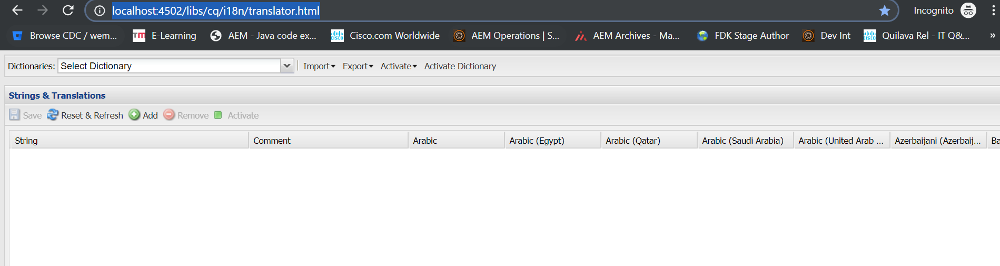 localhost:4502/libs/cq/i18n/translator.html Incognito
Browse CDC / wem... TM E-Learning AEM - Java code ex... CISCO Cisco.com Worldwide AEM Operations | S... AEM Archives - Ma... FDK Stage Author Dev Int CISCO Quilava Rel - IT Q&... »
Dictionaries: Select Dictionary Import Export Activate Activate Dictionary
Strings & Translations
Save Reset & Refresh Add Remove Activate
String Comment Arabic Arabic (Egypt) Arabic (Qatar) Arabic (Saudi Arabia) Arabic (United Arab ... Azerbaijani (Azerbaij... Ba